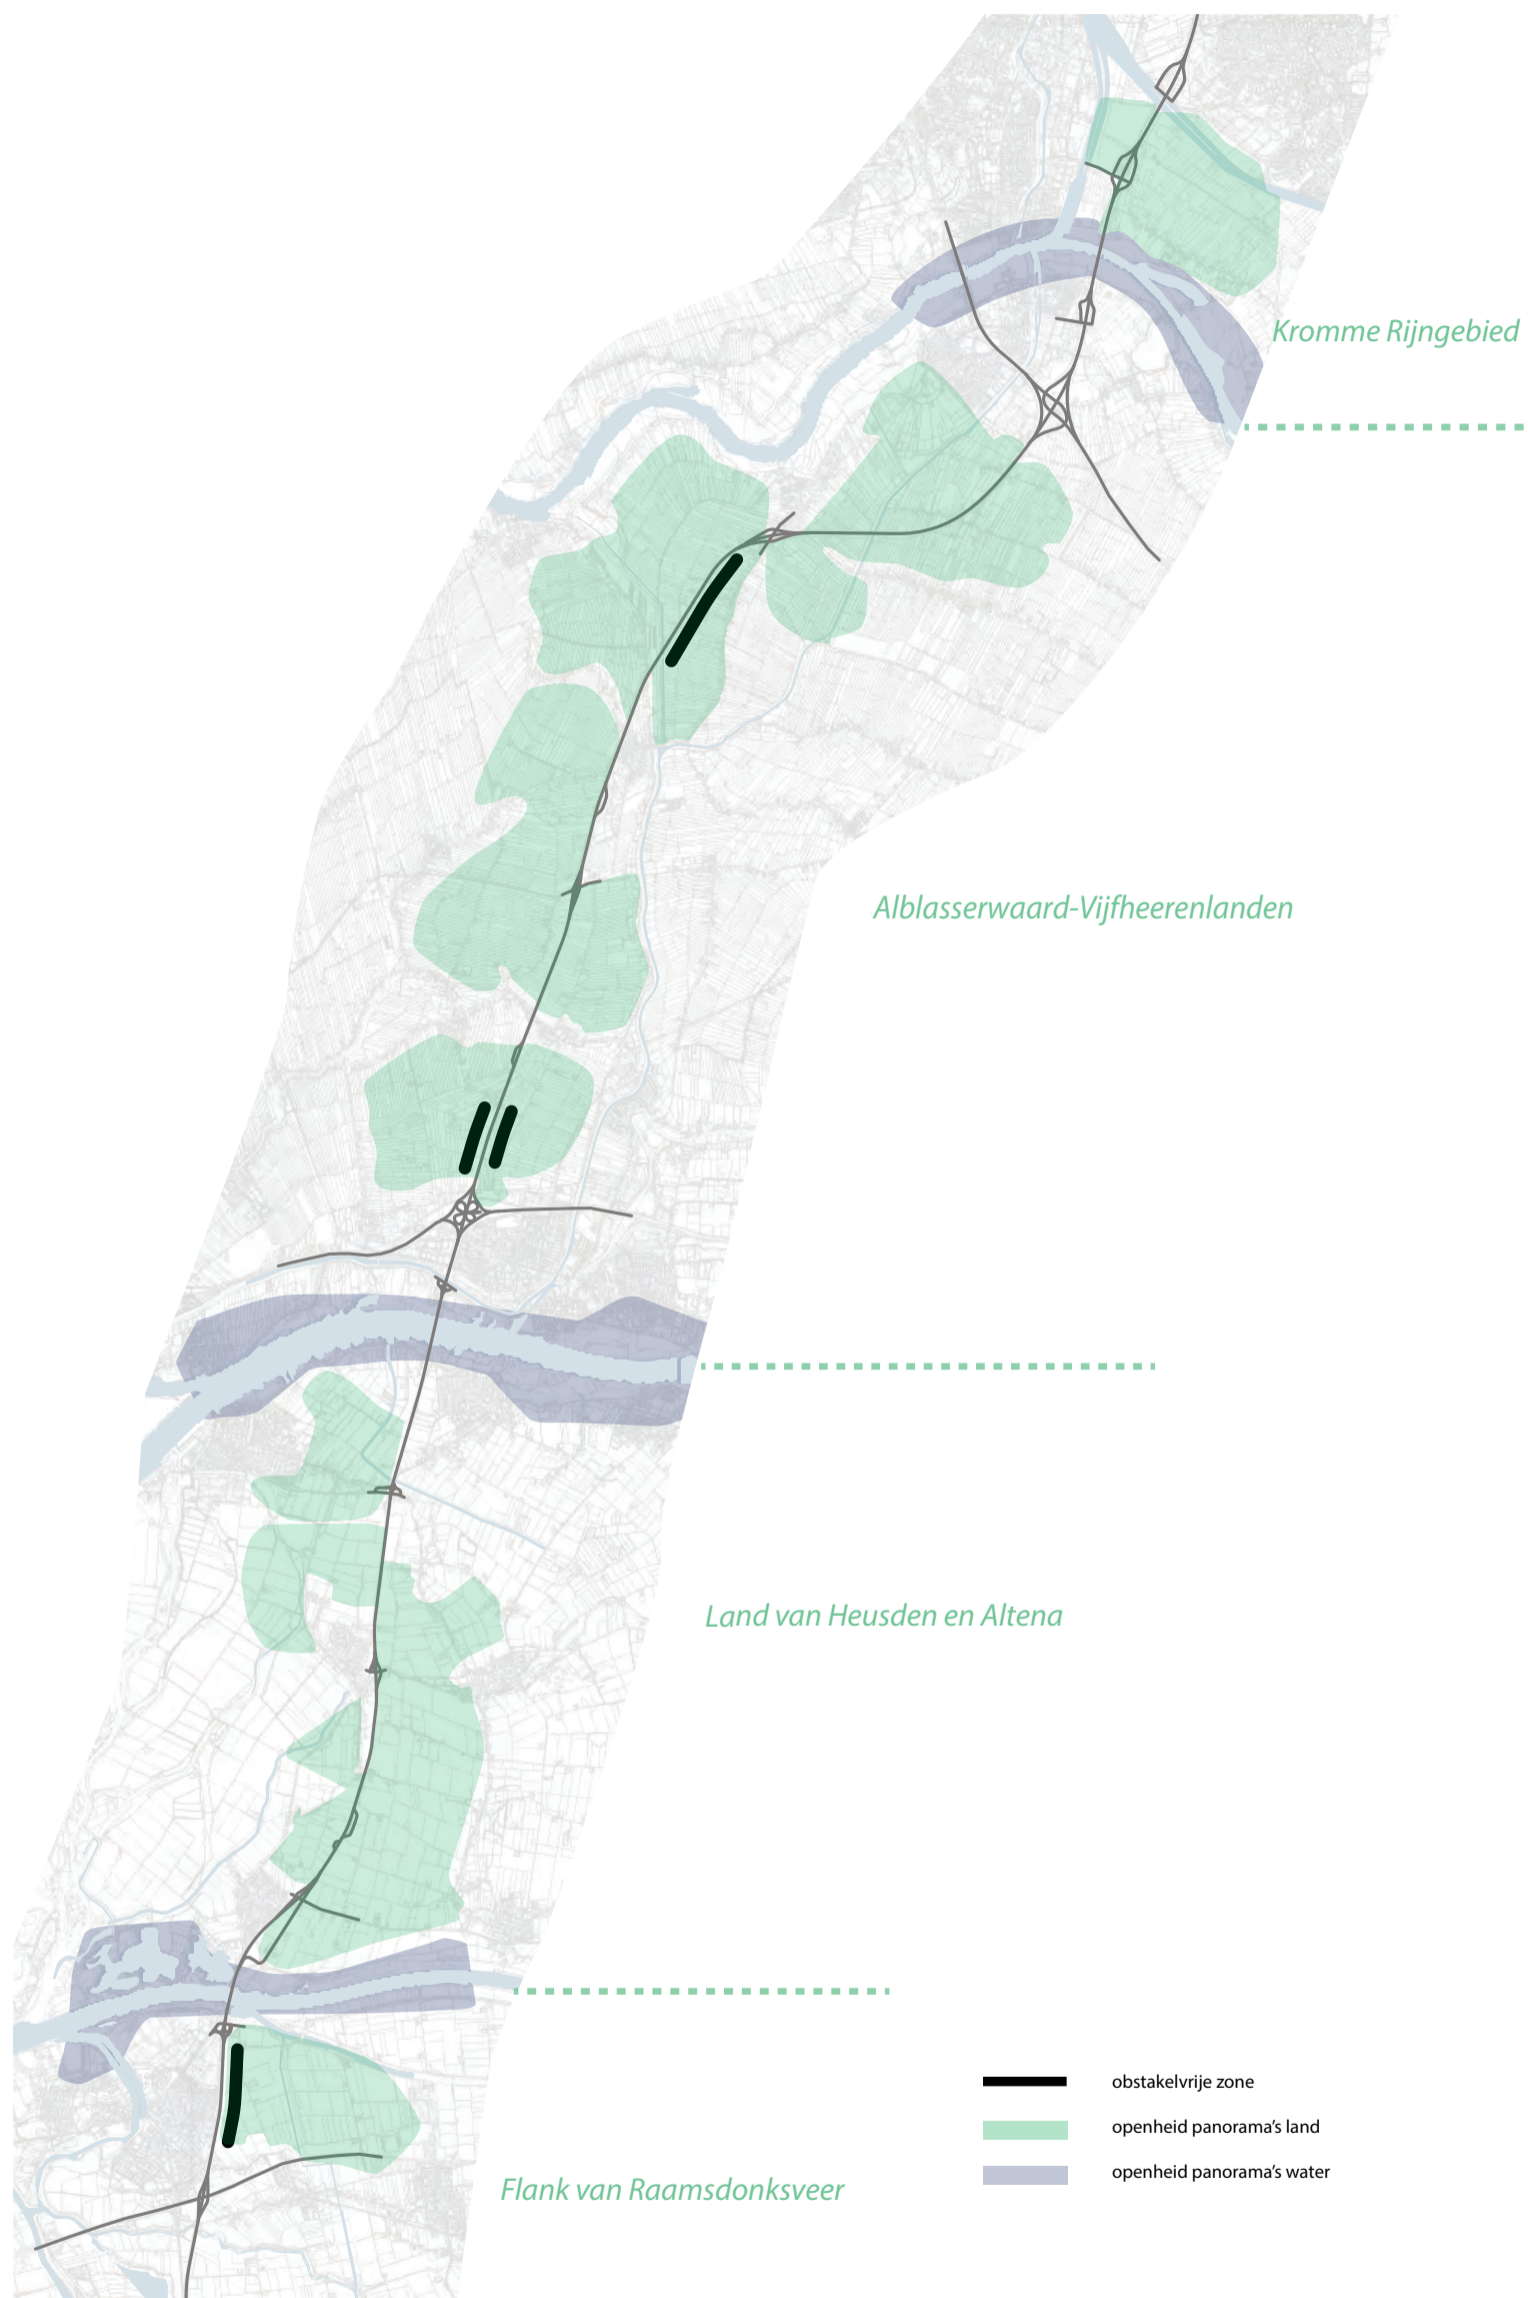 Kromme Rijngebied
Alblasserwaard-Vijfheerenlanden
Land van Heusden en Altena
Flank van Raamsdonksveer
obstakelvrije zone
openheid panorama’s land
openheid panorama’s water